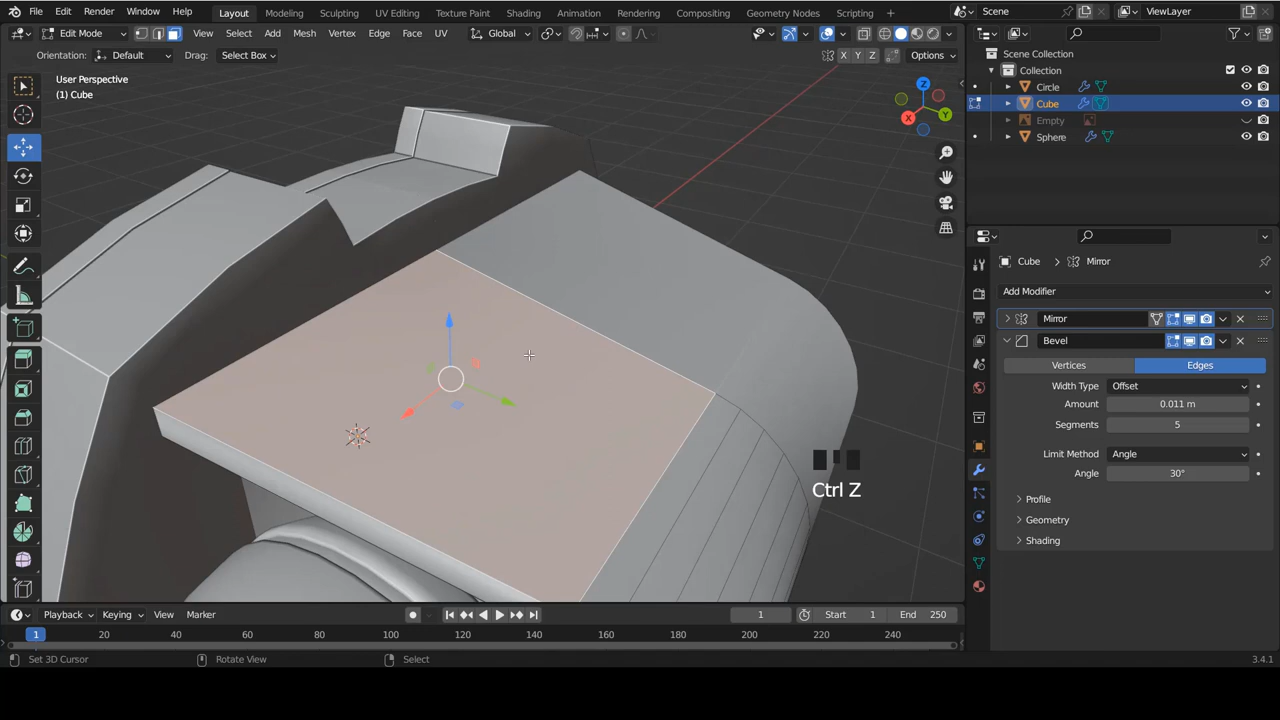 File Edit Render Window Help Layout Modeling Sculpting UV Editing Texture Paint Shading Animation Rendering Compositing Geometry Nodes Scripting + Scene ViewLayer
Edit Mode View Select Add Mesh Vertex Edge Face UV Global Options
Orientation: Default Drag: Select Box X Y Z
User Perspective
(1) Cube
Z
Y
X
Scene Collection
Collection
Circle
Cube
Empty
Sphere
Cube > Mirror
Add Modifier
Mirror
Bevel
Vertices Edges
Width Type Offset
Amount 0.011 m
Segments 5
Limit Method Angle
Angle 30°
Profile
Geometry
Shading
Ctrl Z
Playback Keying View Marker 1 Start 1 End 250
1 20 40 60 80 100 120 140 160 180 200 220 240
Set 3D Cursor Rotate View Select 3.4.1